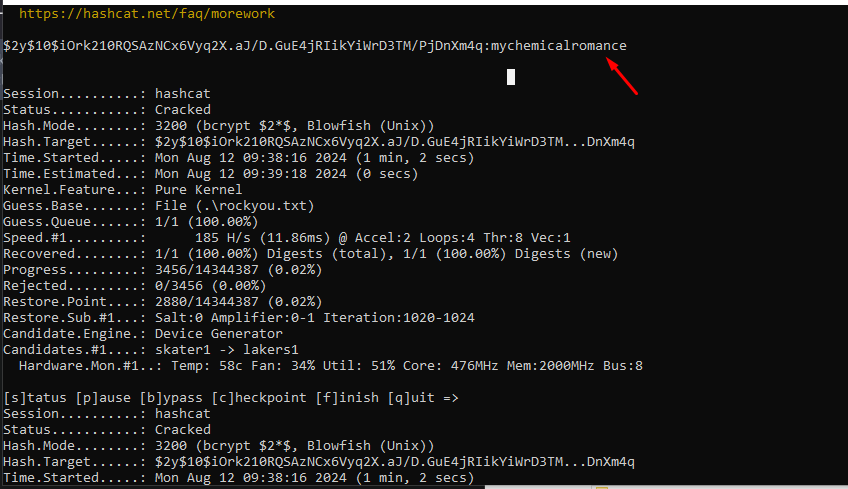 https://hashcat.net/faq/morework
$2y$10$iOrk210RQSAzNCx6Vyq2X.aJ/D.GuE4jRIikYiWrD3TM/PjDnXm4q:mychemicalromance
Session..........: hashcat
Status...........: Cracked
Hash.Mode........: 3200 (bcrypt $2*$, Blowfish (Unix))
Hash.Target......: $2y$10$iOrk210RQSAzNCx6Vyq2X.aJ/D.GuE4jRIikYiWrD3TM...DnXm4q
Time.Started.....: Mon Aug 12 09:38:16 2024 (1 min, 2 secs)
Time.Estimated...: Mon Aug 12 09:39:18 2024 (0 secs)
Kernel.Feature...: Pure Kernel
Guess.Base.......: File (.\rockyou.txt)
Guess.Queue......: 1/1 (100.00%)
Speed.#1.........:      185 H/s (11.86ms) @ Accel:2 Loops:4 Thr:8 Vec:1
Recovered........: 1/1 (100.00%) Digests (total), 1/1 (100.00%) Digests (new)
Progress.........: 3456/14344387 (0.02%)
Rejected.........: 0/3456 (0.00%)
Restore.Point....: 2880/14344387 (0.02%)
Restore.Sub.#1...: Salt:0 Amplifier:0-1 Iteration:1020-1024
Candidate.Engine.: Device Generator
Candidates.#1....: skater1 -> lakers1
Hardware.Mon.#1..: Temp: 58c Fan: 34% Util: 51% Core: 476MHz Mem:2000MHz Bus:8
[s]tatus [p]ause [b]ypass [c]heckpoint [f]inish [q]uit =>
Session..........: hashcat
Status...........: Cracked
Hash.Mode........: 3200 (bcrypt $2*$, Blowfish (Unix))
Hash.Target......: $2y$10$iOrk210RQSAzNCx6Vyq2X.aJ/D.GuE4jRIikYiWrD3TM...DnXm4q
Time.Started.....: Mon Aug 12 09:38:16 2024 (1 min, 2 secs)